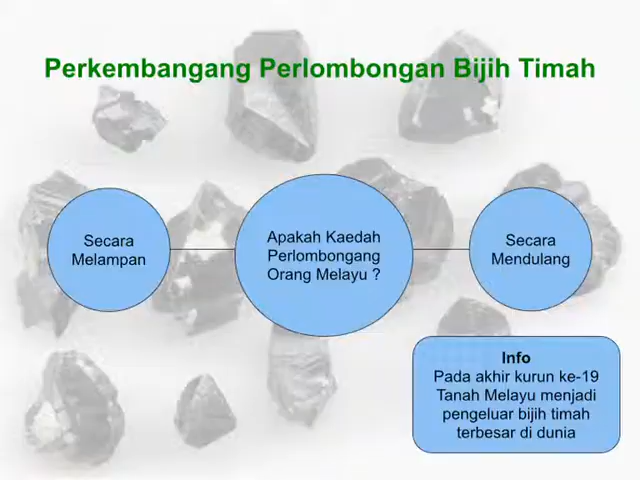 Perkembangang Perlombongan Bijih Timah
Secara
Melampan
Apakah Kaedah
Perlombongang
Orang Melayu ?
Secara
Mendulang
Info
Pada akhir kurun ke-19
Tanah Melayu menjadi
pengeluar bijih timah
terbesar di dunia